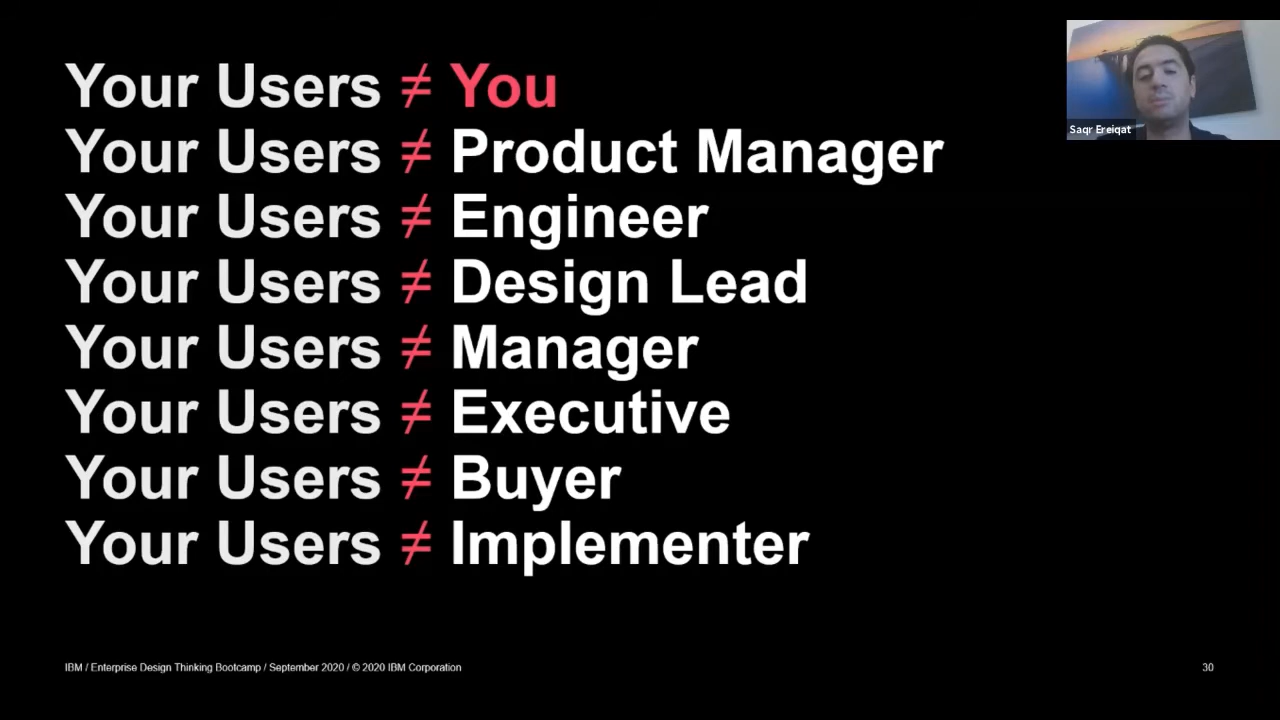 Your Users ≠ You
Your Users ≠ Product Manager
Your Users ≠ Engineer
Your Users ≠ Design Lead
Your Users ≠ Manager
Your Users ≠ Executive
Your Users ≠ Buyer
Your Users ≠ Implementer
Saqr Ereiqat
IBM / Enterprise Design Thinking Bootcamp / September 2020 / © 2020 IBM Corporation
30